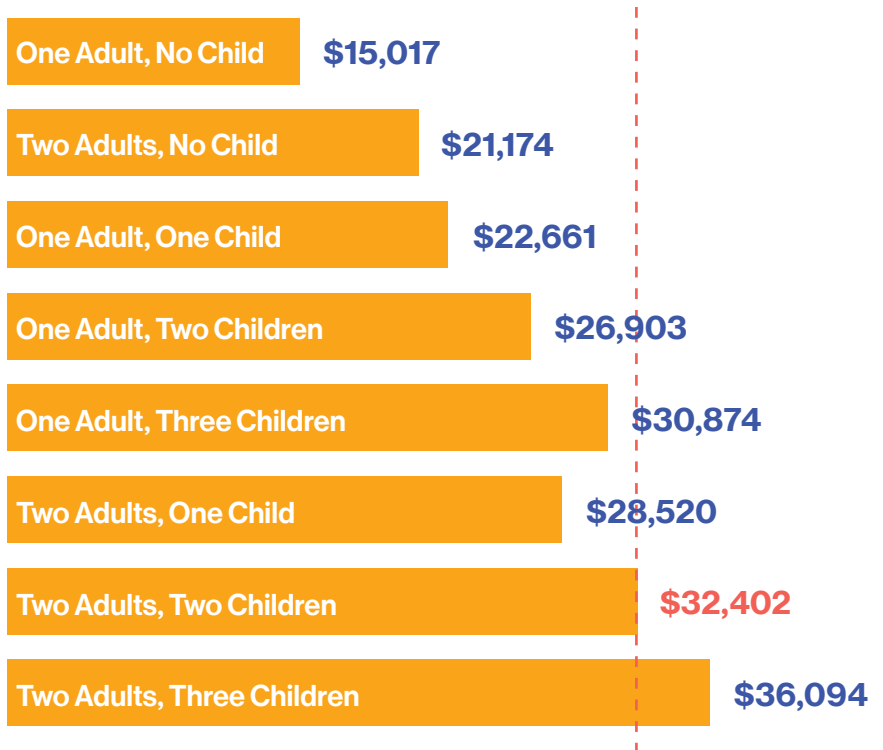 One Adult, No Child $15,017
Two Adults, No Child $21,174
One Adult, One Child $22,661
One Adult, Two Children $26,903
One Adult, Three Children $30,874
Two Adults, One Child $28,520
Two Adults, Two Children $32,402
Two Adults, Three Children $36,094